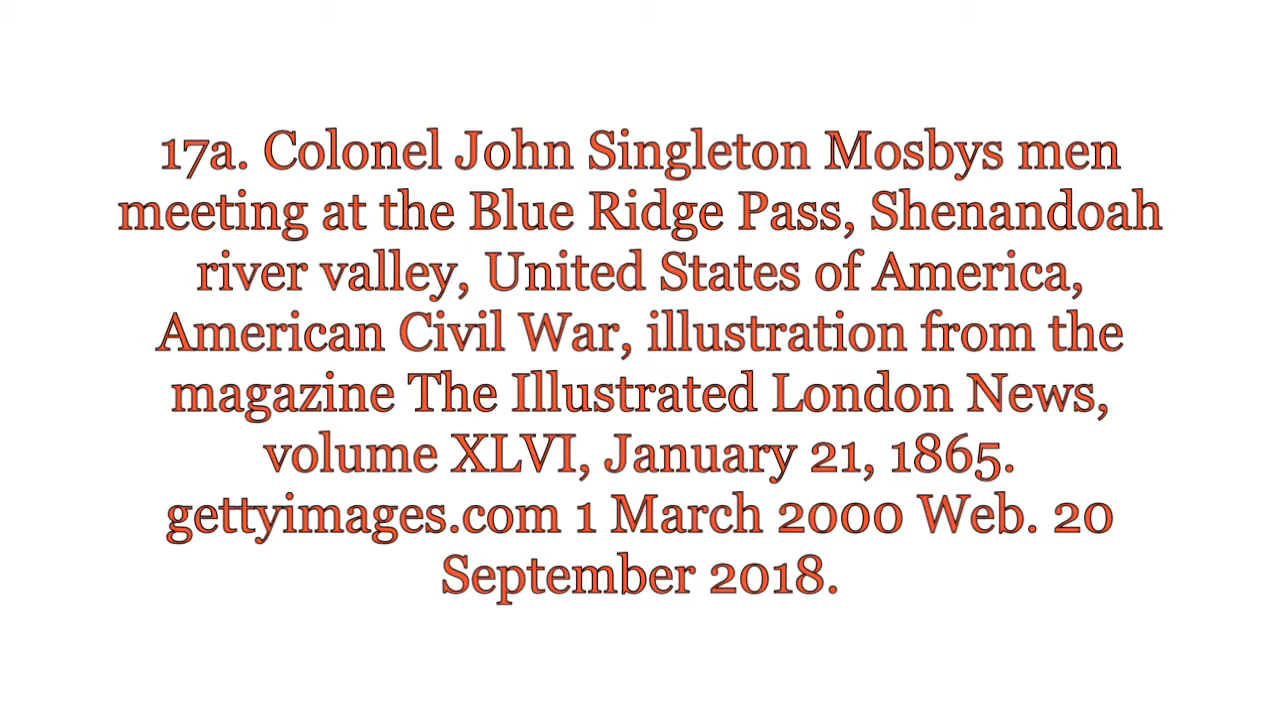 17a. Colonel John Singleton Mosbys men
meeting at the Blue Ridge Pass, Shenandoah
river valley, United States of America,
American Civil War, illustration from the
magazine The Illustrated London News,
volume XLVI, January 21, 1865.
gettyimages.com 1 March 2000 Web. 20
September 2018.